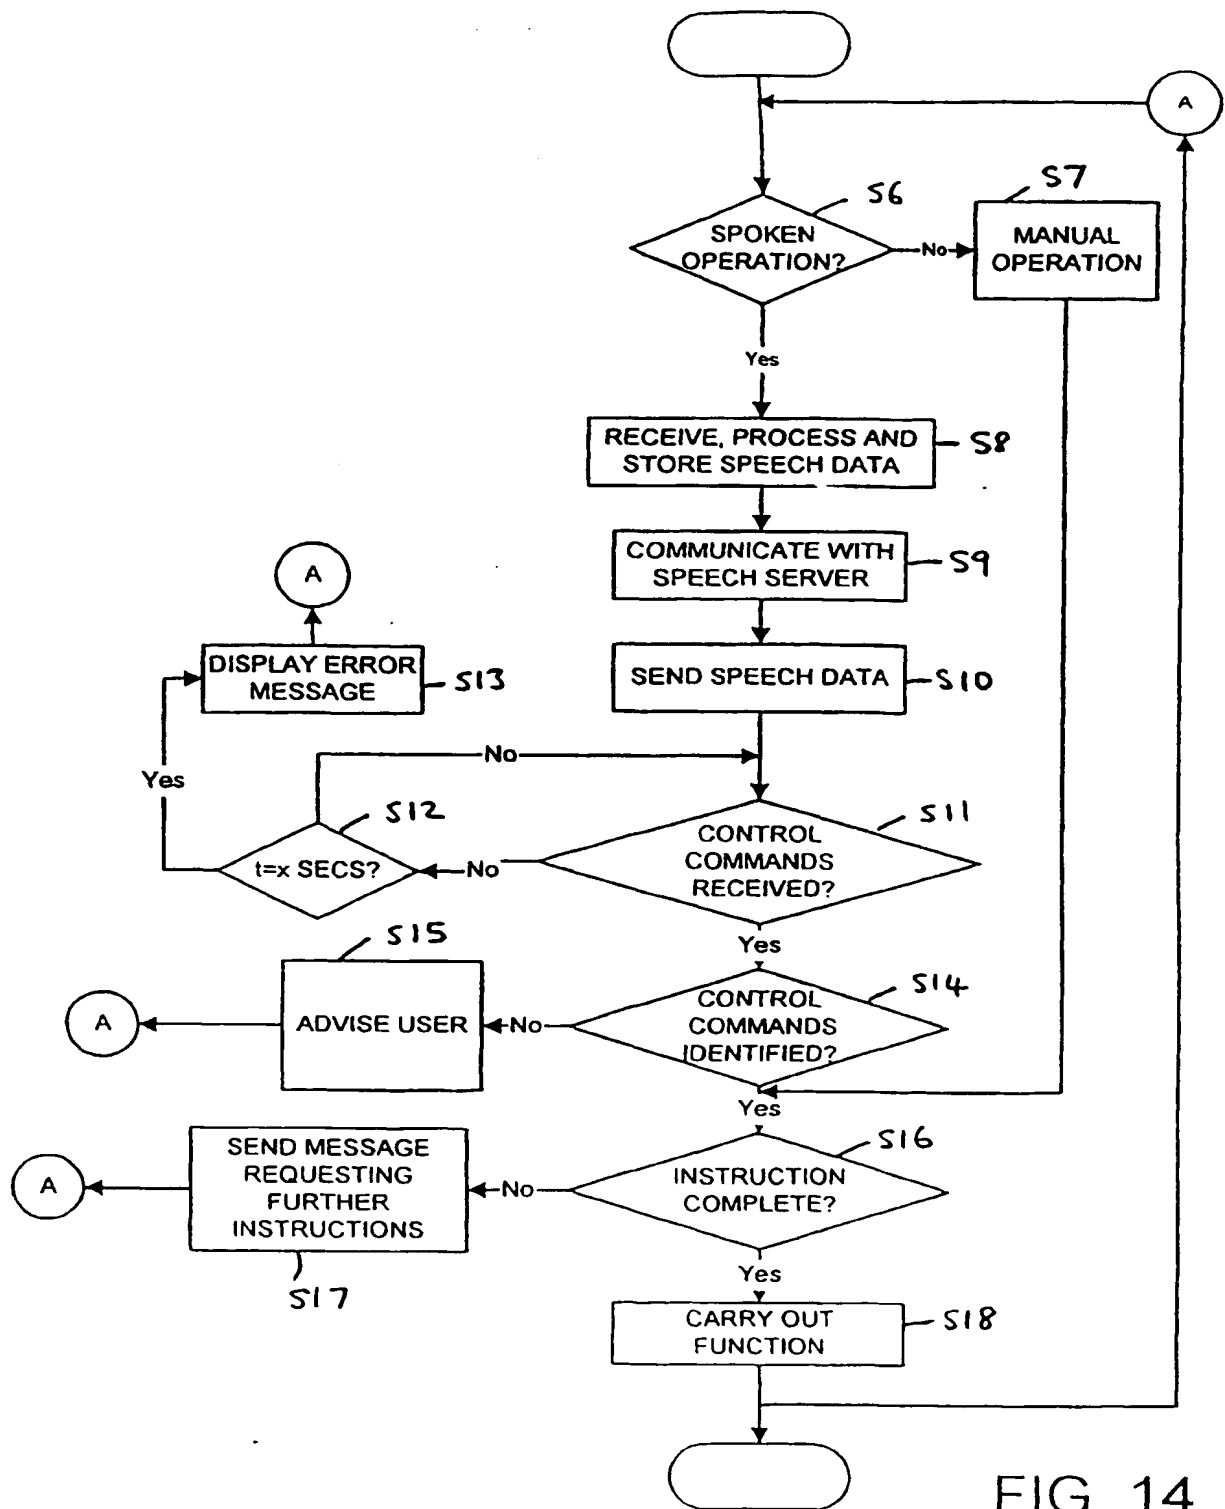 A
S6
SPOKEN
OPERATION?
No
S7
MANUAL
OPERATION
Yes
RECEIVE, PROCESS AND
STORE SPEECH DATA
S8
COMMUNICATE WITH
SPEECH SERVER
S9
A
DISPLAY ERROR
MESSAGE
S13
SEND SPEECH DATA
S10
No
Yes
S12
t=x SECS?
No
S11
CONTROL
COMMANDS
RECEIVED?
Yes
S15
A
ADVISE USER
No
S14
CONTROL
COMMANDS
IDENTIFIED?
Yes
A
SEND MESSAGE
REQUESTING
FURTHER
INSTRUCTIONS
S17
No
S16
INSTRUCTION
COMPLETE?
Yes
CARRY OUT
FUNCTION
S18
FIG. 14